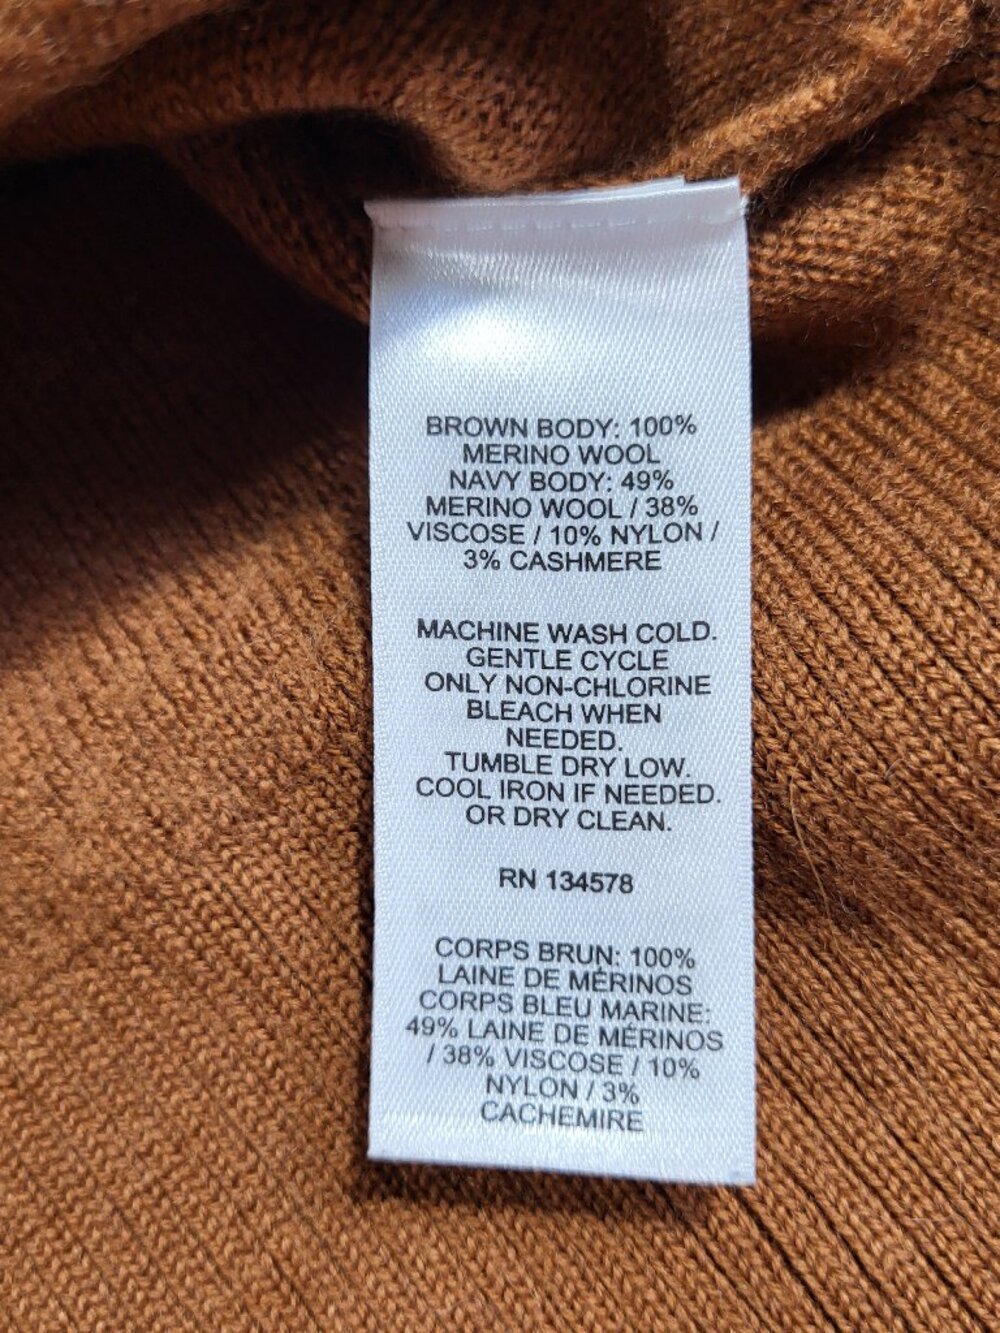 BROWN BODY: 100%
MERINO WOOL
NAVY BODY: 49%
MERINO WOOL / 38%
VISCOSE / 10% NYLON /
3% CASHMERE
MACHINE WASH COLD.
GENTLE CYCLE
ONLY NON-CHLORINE
BLEACH WHEN
NEEDED.
TUMBLE DRY LOW.
COOL IRON IF NEEDED.
OR DRY CLEAN.
RN 134578
CORPS BRUN: 100%
LAINE DE MÉRINOS
CORPS BLEU MARINE:
49% LAINE DE MÉRINOS
/ 38% VISCOSE / 10%
NYLON / 3%
CACHEMIRE